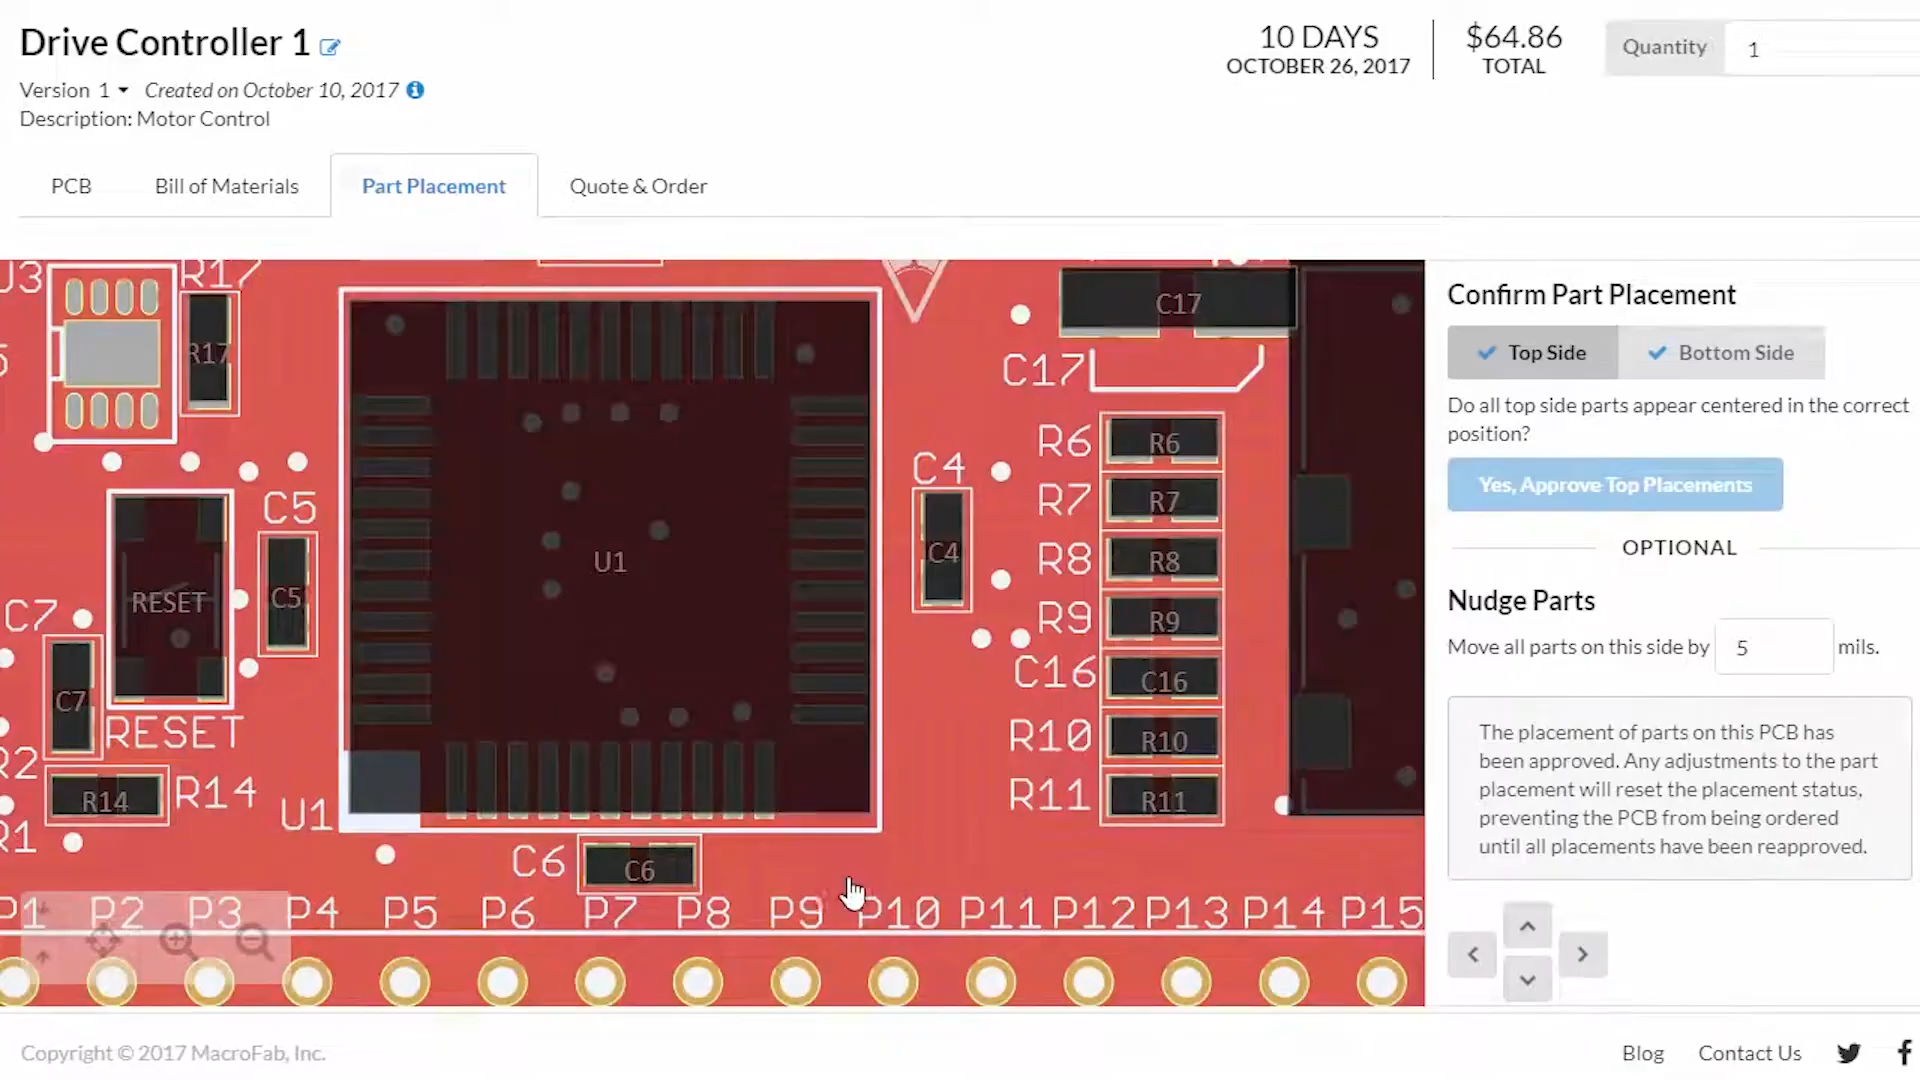 Drive Controller 1
Version 1
Created on October 10, 2017
Description: Motor Control
10 DAYS
OCTOBER 26, 2017
$64.86
TOTAL
Quantity
1
PCB
Bill of Materials
Part Placement
Quote & Order
U3
R17
R17
C17
C17
R6
R6
R7
R7
R8
R8
R9
R9
C16
C16
R10
R10
R11
R11
C4
C4
C5
C5
RESET
RESET
C7
C7
R2
R14
R14
R1
U1
U1
C6
C6
P1
P2
P3
P4
P5
P6
P7
P8
P9
P10
P11
P12
P13
P14
P15
Confirm Part Placement
Top Side
Bottom Side
Do all top side parts appear centered in the correct
position?
Yes, Approve Top Placements
OPTIONAL
Nudge Parts
Move all parts on this side by
5
mils.
The placement of parts on this PCB has
been approved. Any adjustments to the part
placement will reset the placement status,
preventing the PCB from being ordered
until all placements have been reapproved.
Copyright © 2017 MacroFab, Inc.
Blog
Contact Us